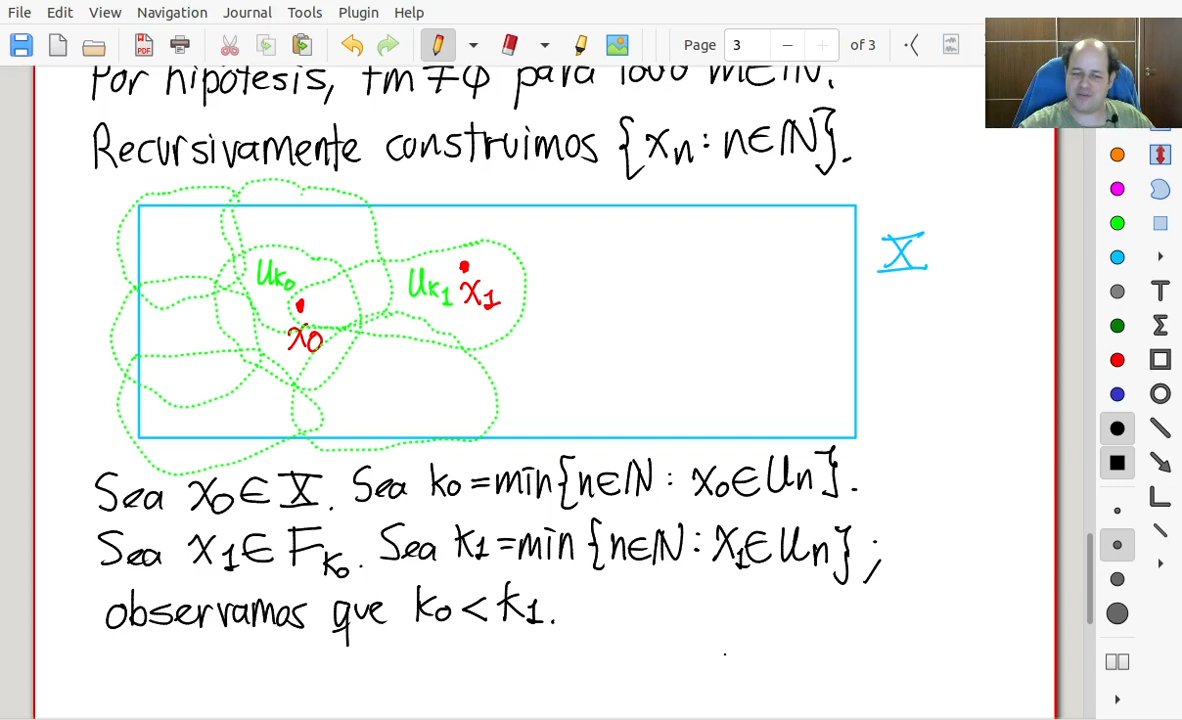 File Edit View Navigation Journal Tools Plugin Help
Page 3 of 3
Por hipótesis, Fm ≠ ∅ para todo m∈ℕ.
Recursivamente construimos {xn : n∈ℕ}.
X
Uk0 Uk1 x1
x0
Sea x0 ∈ X. Sea k0 = min{n∈ℕ : x0∈Un}.
Sea x1 ∈ Fk0. Sea k1 = min {n∈ℕ : x1∈Un} ;
observamos que k0 < k1.